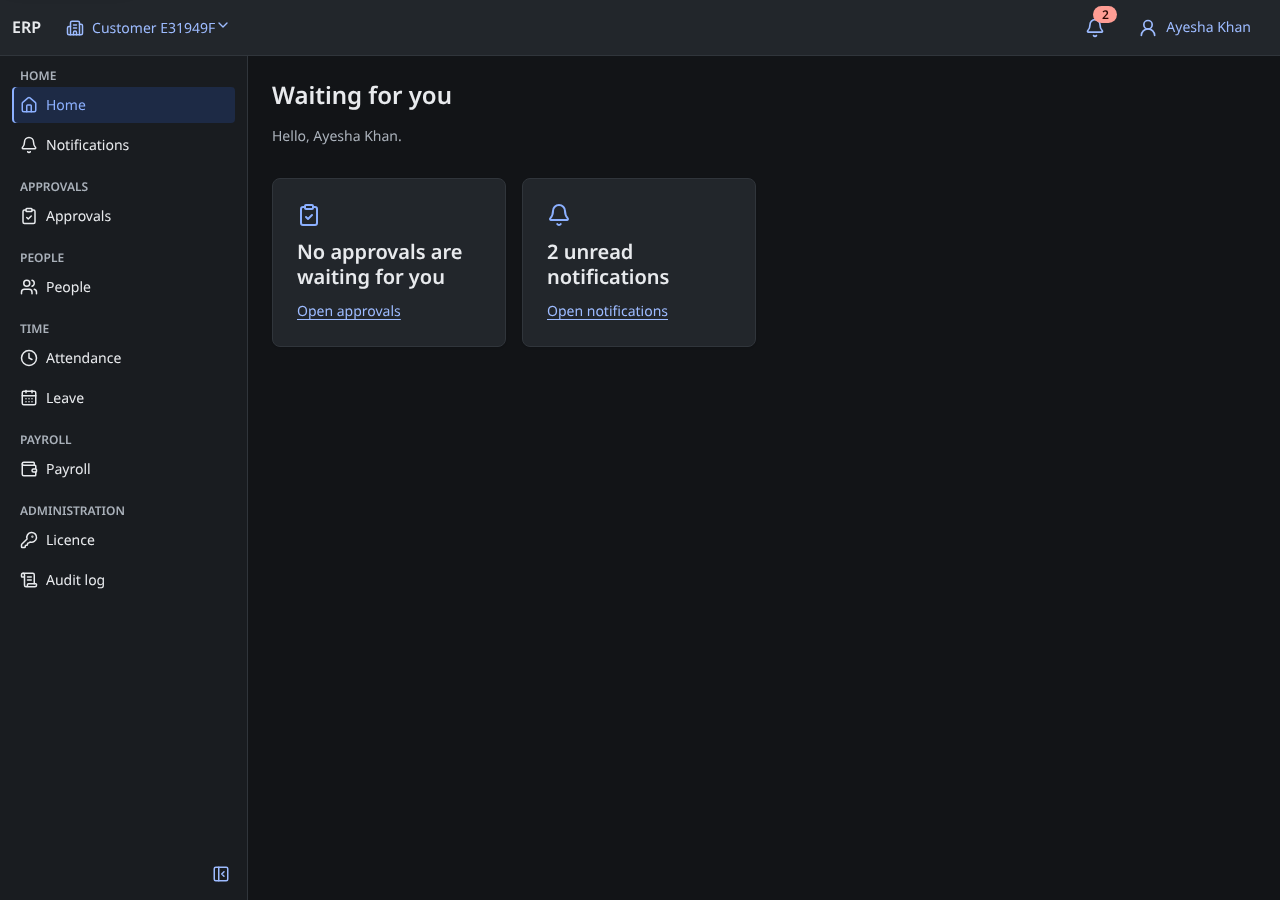 ERP
Customer E31949F
2
Ayesha Khan
HOME
Home
Notifications
APPROVALS
Approvals
PEOPLE
People
TIME
Attendance
Leave
PAYROLL
Payroll
ADMINISTRATION
Licence
Audit log
Waiting for you
Hello, Ayesha Khan.
No approvals are
waiting for you
Open approvals
2 unread
notifications
Open notifications